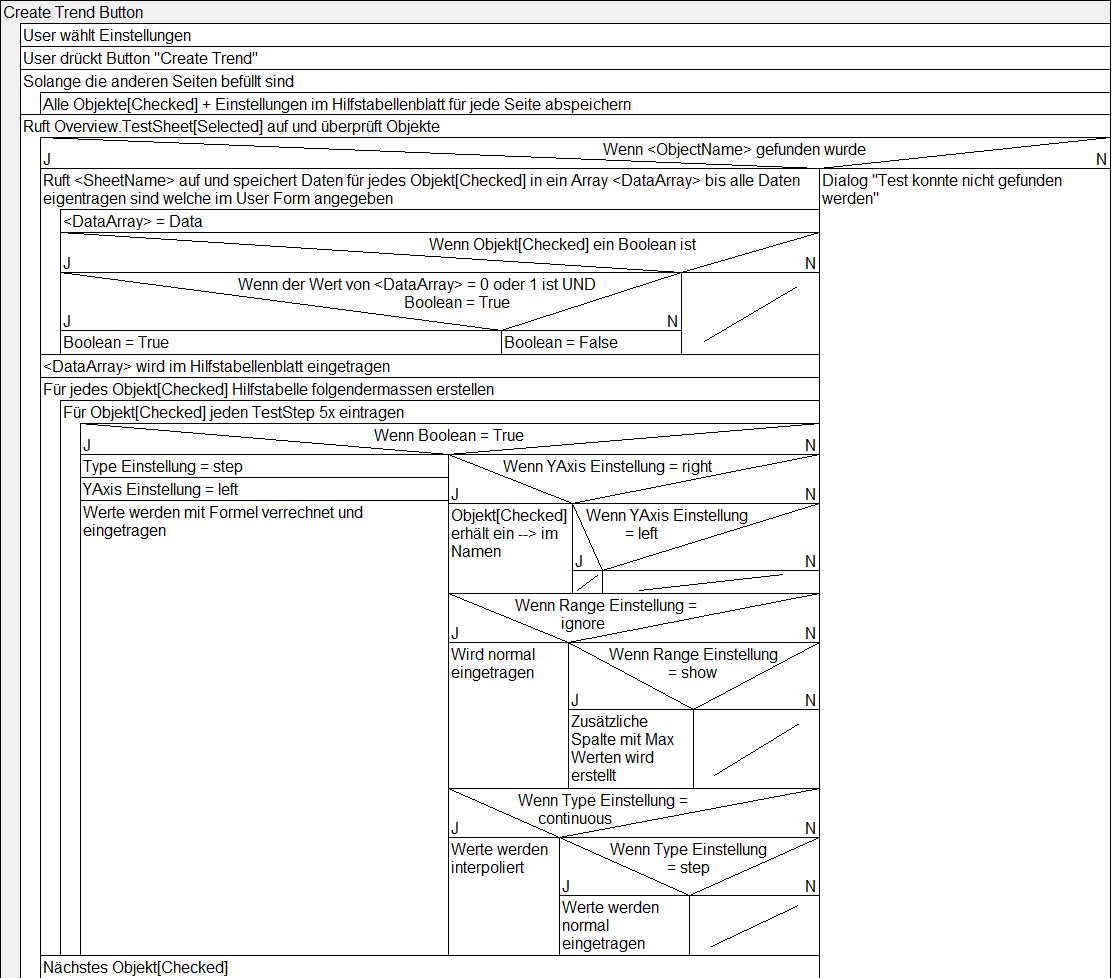 Create Trend Button
User wählt Einstellungen
User drückt Button "Create Trend"
Solange die anderen Seiten befüllt sind
Alle Objekte[Checked] + Einstellungen im Hilfstabellenblatt für jede Seite abspeichern
Ruft Overview.TestSheet[Selected] auf und überprüft Objekte
Wenn <ObjectName> gefunden wurde
J
N
Ruft <SheetName> auf und speichert Daten für jedes Objekt[Checked] in ein Array <DataArray> bis alle Daten
eigentragen sind welche im User Form angegeben
Dialog "Test konnte nicht gefunden
werden"
<DataArray> = Data
Wenn Objekt[Checked] ein Boolean ist
J
N
Wenn der Wert von <DataArray> = 0 oder 1 ist UND
Boolean = True
J
N
Boolean = True
Boolean = False
<DataArray> wird im Hilfstabellenblatt eingetragen
Für jedes Objekt[Checked] Hilfstabelle folgendermassen erstellen
Für Objekt[Checked] jeden TestStep 5x eintragen
Wenn Boolean = True
J
N
Type Einstellung = step
YAxis Einstellung = left
Werte werden mit Formel verrechnet und
eingetragen
Wenn YAxis Einstellung = right
J
N
Objekt[Checked]
erhält ein --> im
Namen
Wenn YAxis Einstellung
= left
J
N
Wenn Range Einstellung =
ignore
J
N
Wird normal
eingetragen
Wenn Range Einstellung
= show
J
N
Zusätzliche
Spalte mit Max
Werten wird
erstellt
Wenn Type Einstellung =
continuous
J
N
Werte werden
interpoliert
Wenn Type Einstellung
= step
J
N
Werte werden
normal
eingetragen
Nächstes Objekt[Checked]